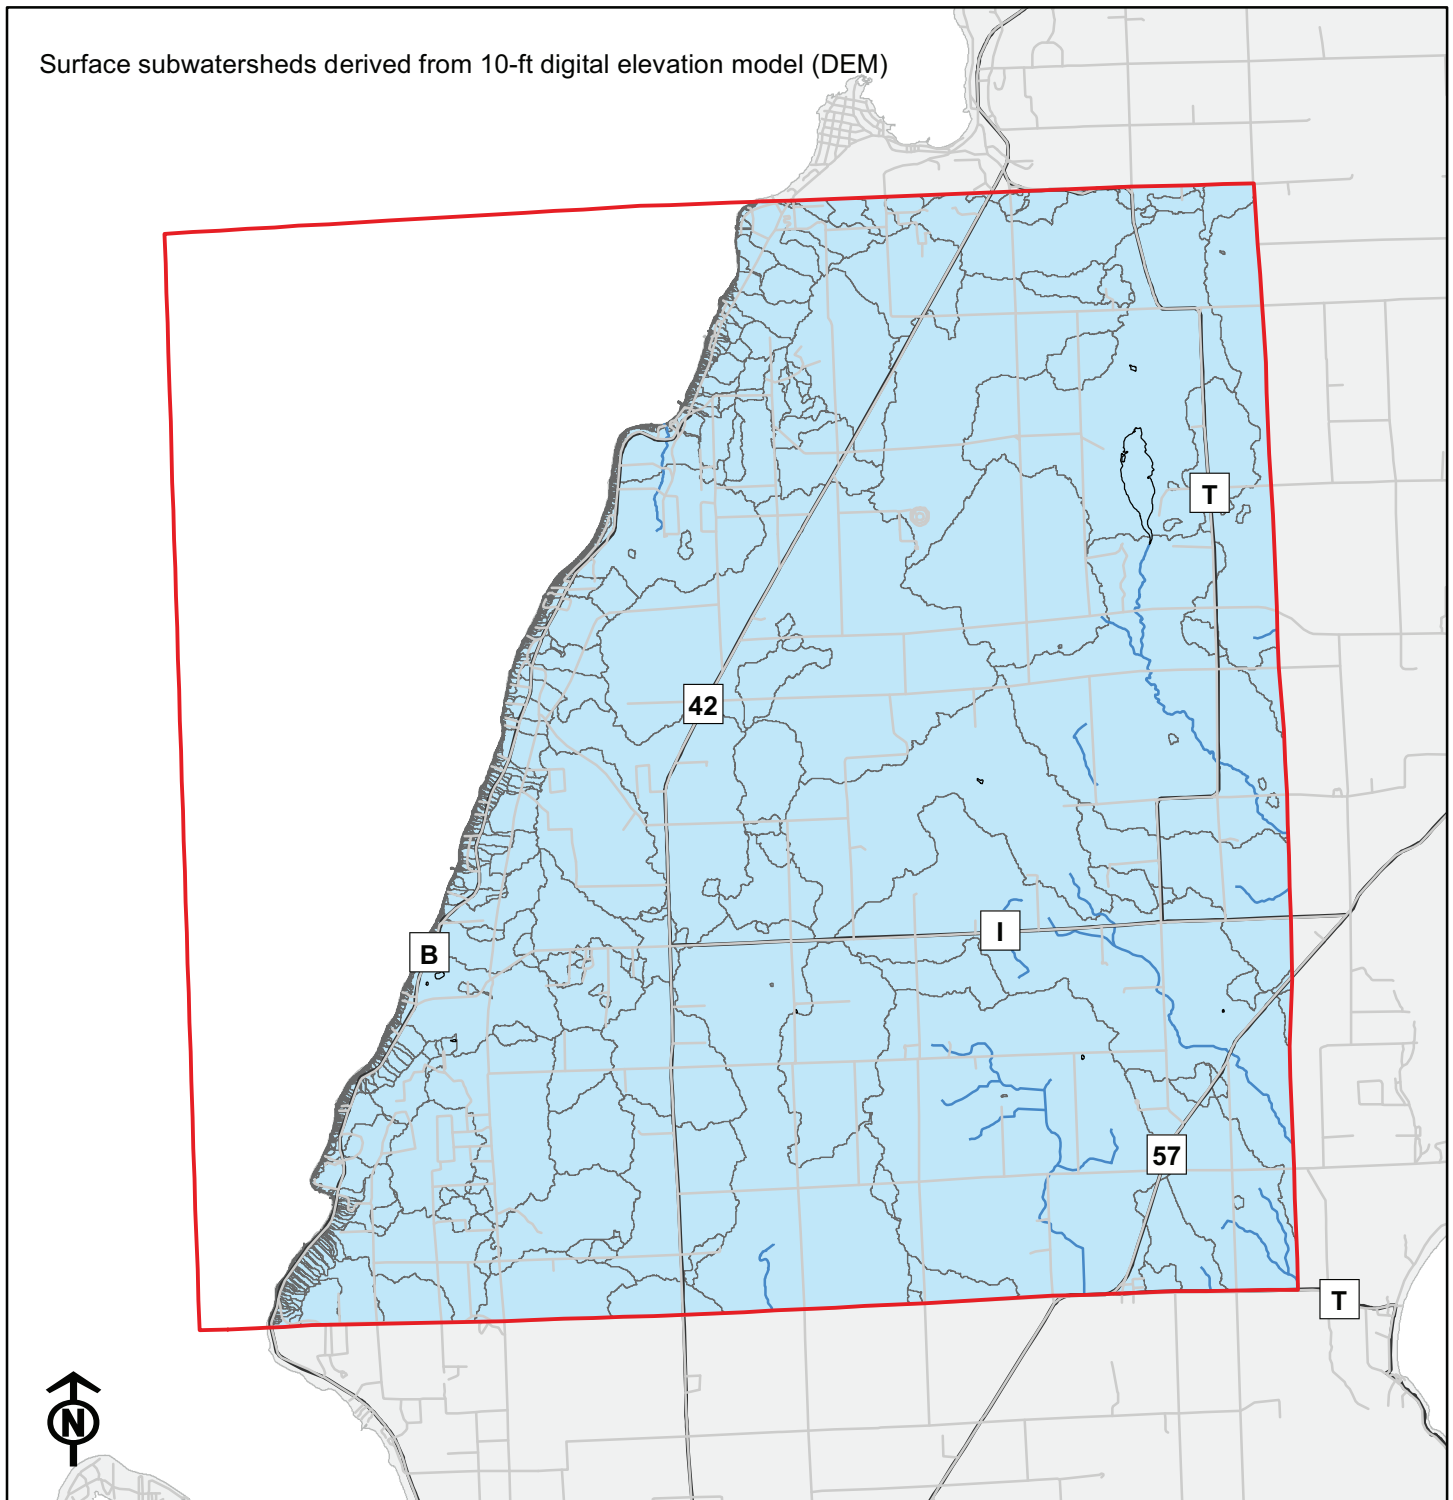 Surface subwatersheds derived from 10-ft digital elevation model (DEM)
T
42
I
B
57
T
N